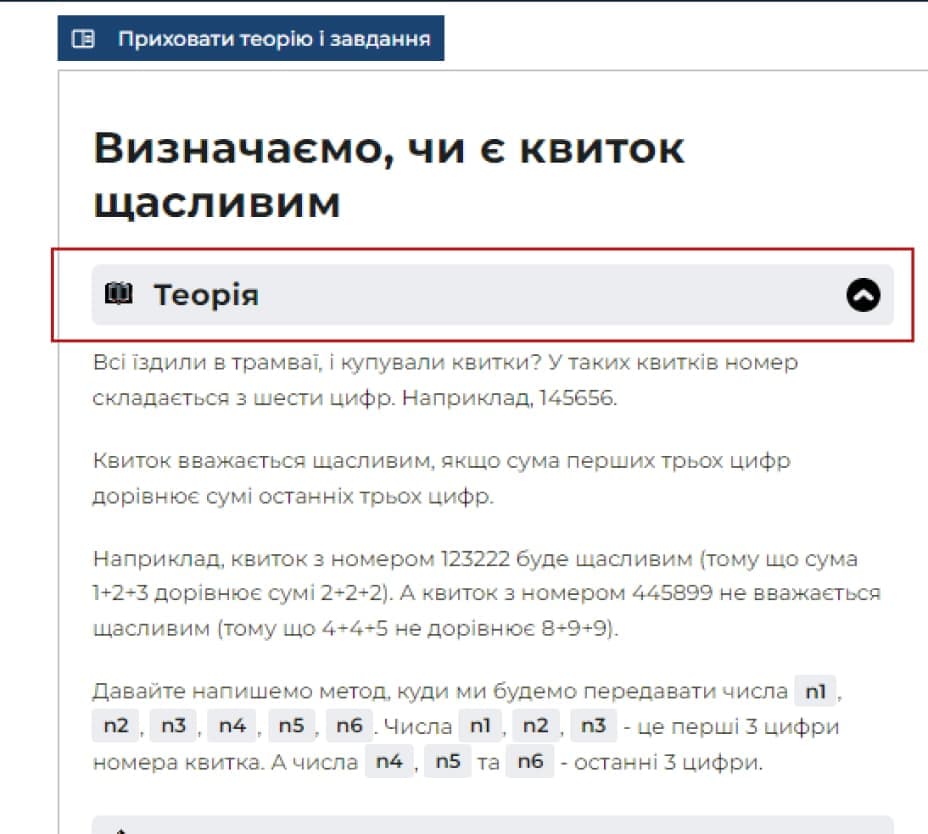 Приховати теорію і завдання
Визначаємо, чи є квиток
щасливим
Теорія
Всі їздили в трамваї, і купували квитки? У таких квитків номер
складається з шести цифр. Наприклад, 145656.
Квиток вважається щасливим, якщо сума перших трьох цифр
дорівнює сумі останніх трьох цифр.
Наприклад, квиток з номером 123222 буде щасливим (тому що сума
1+2+3 дорівнює сумі 2+2+2). А квиток з номером 445899 не вважається
щасливим (тому що 4+4+5 не дорівнює 8+9+9).
Давайте напишемо метод, куди ми будемо передавати числа n1,
n2, n3, n4, n5, n6. Числа n1, n2, n3 - це перші 3 цифри
номера квитка. А числа n4, n5 та n6 - останні 3 цифри.